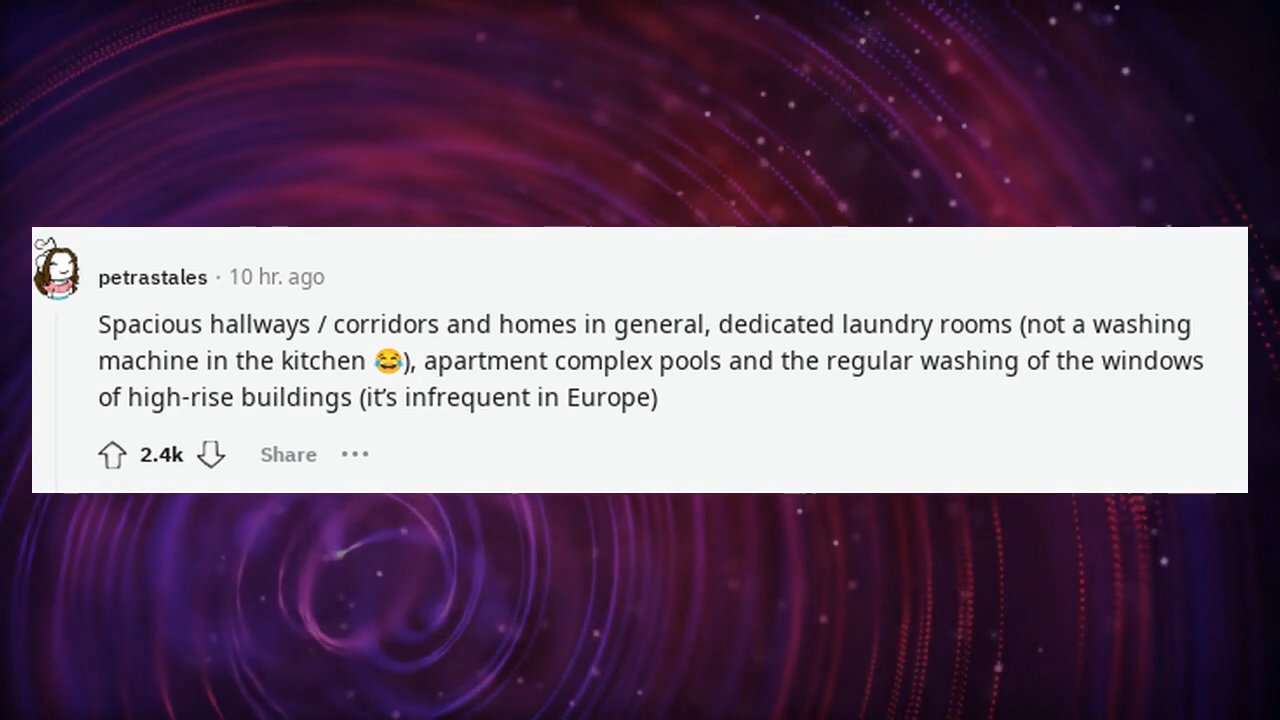 petrastales · 10 hr. ago
Spacious hallways / corridors and homes in general, dedicated laundry rooms (not a washing
machine in the kitchen 😂), apartment complex pools and the regular washing of the windows
of high-rise buildings (it’s infrequent in Europe)
2.4k Share •••